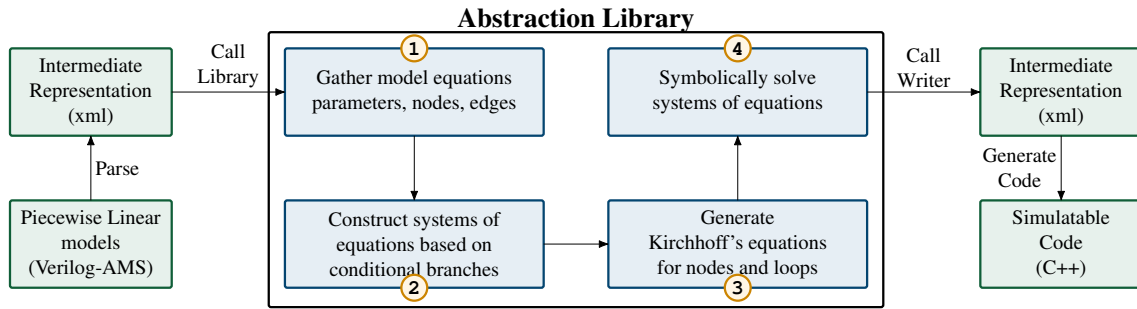 Abstraction Library
Intermediate
Representation
(xml)
Parse
Piecewise Linear
models
(Verilog-AMS)
Call
Library
1
Gather model equations
parameters, nodes, edges
Construct systems of
equations based on
conditional branches
2
Generate
Kirchhoff's equations
for nodes and loops
3
4
Symbolically solve
systems of equations
Call
Writer
Intermediate
Representation
(xml)
Generate
Code
Simulatable
Code
(C++)